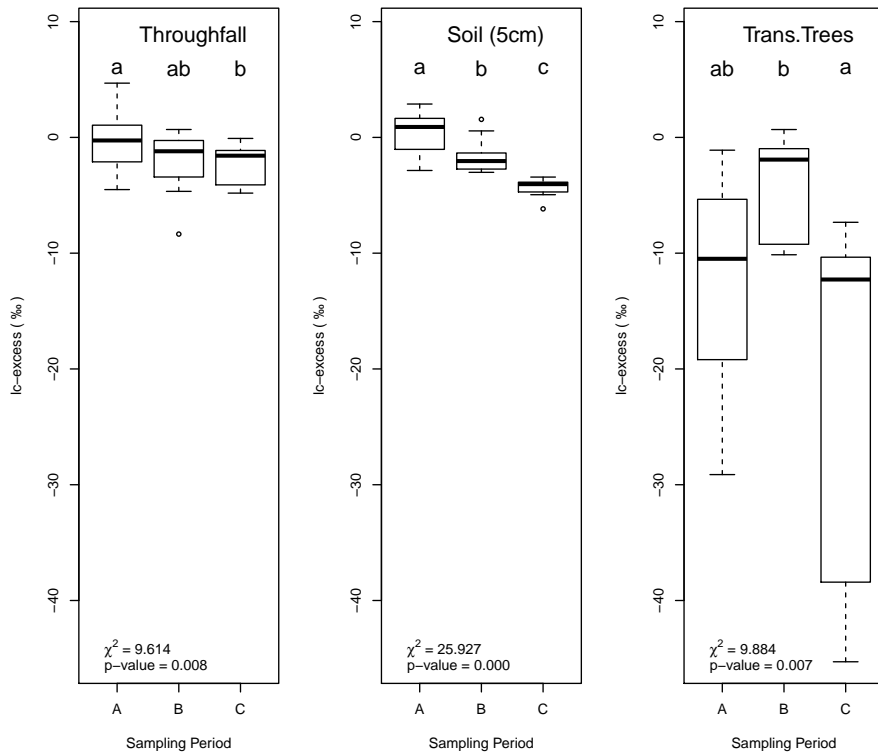 Throughfall
a ab b
10
0
−10
−20
−30
−40
lc−excess ( ‰ )
χ² = 9.614
p−value = 0.008
A B C
Sampling Period
Soil (5cm)
a b c
10
0
−10
−20
−30
−40
lc−excess ( ‰ )
χ² = 25.927
p−value = 0.000
A B C
Sampling Period
Trans.Trees
ab b a
10
0
−10
−20
−30
−40
lc−excess ( ‰ )
χ² = 9.884
p−value = 0.007
A B C
Sampling Period